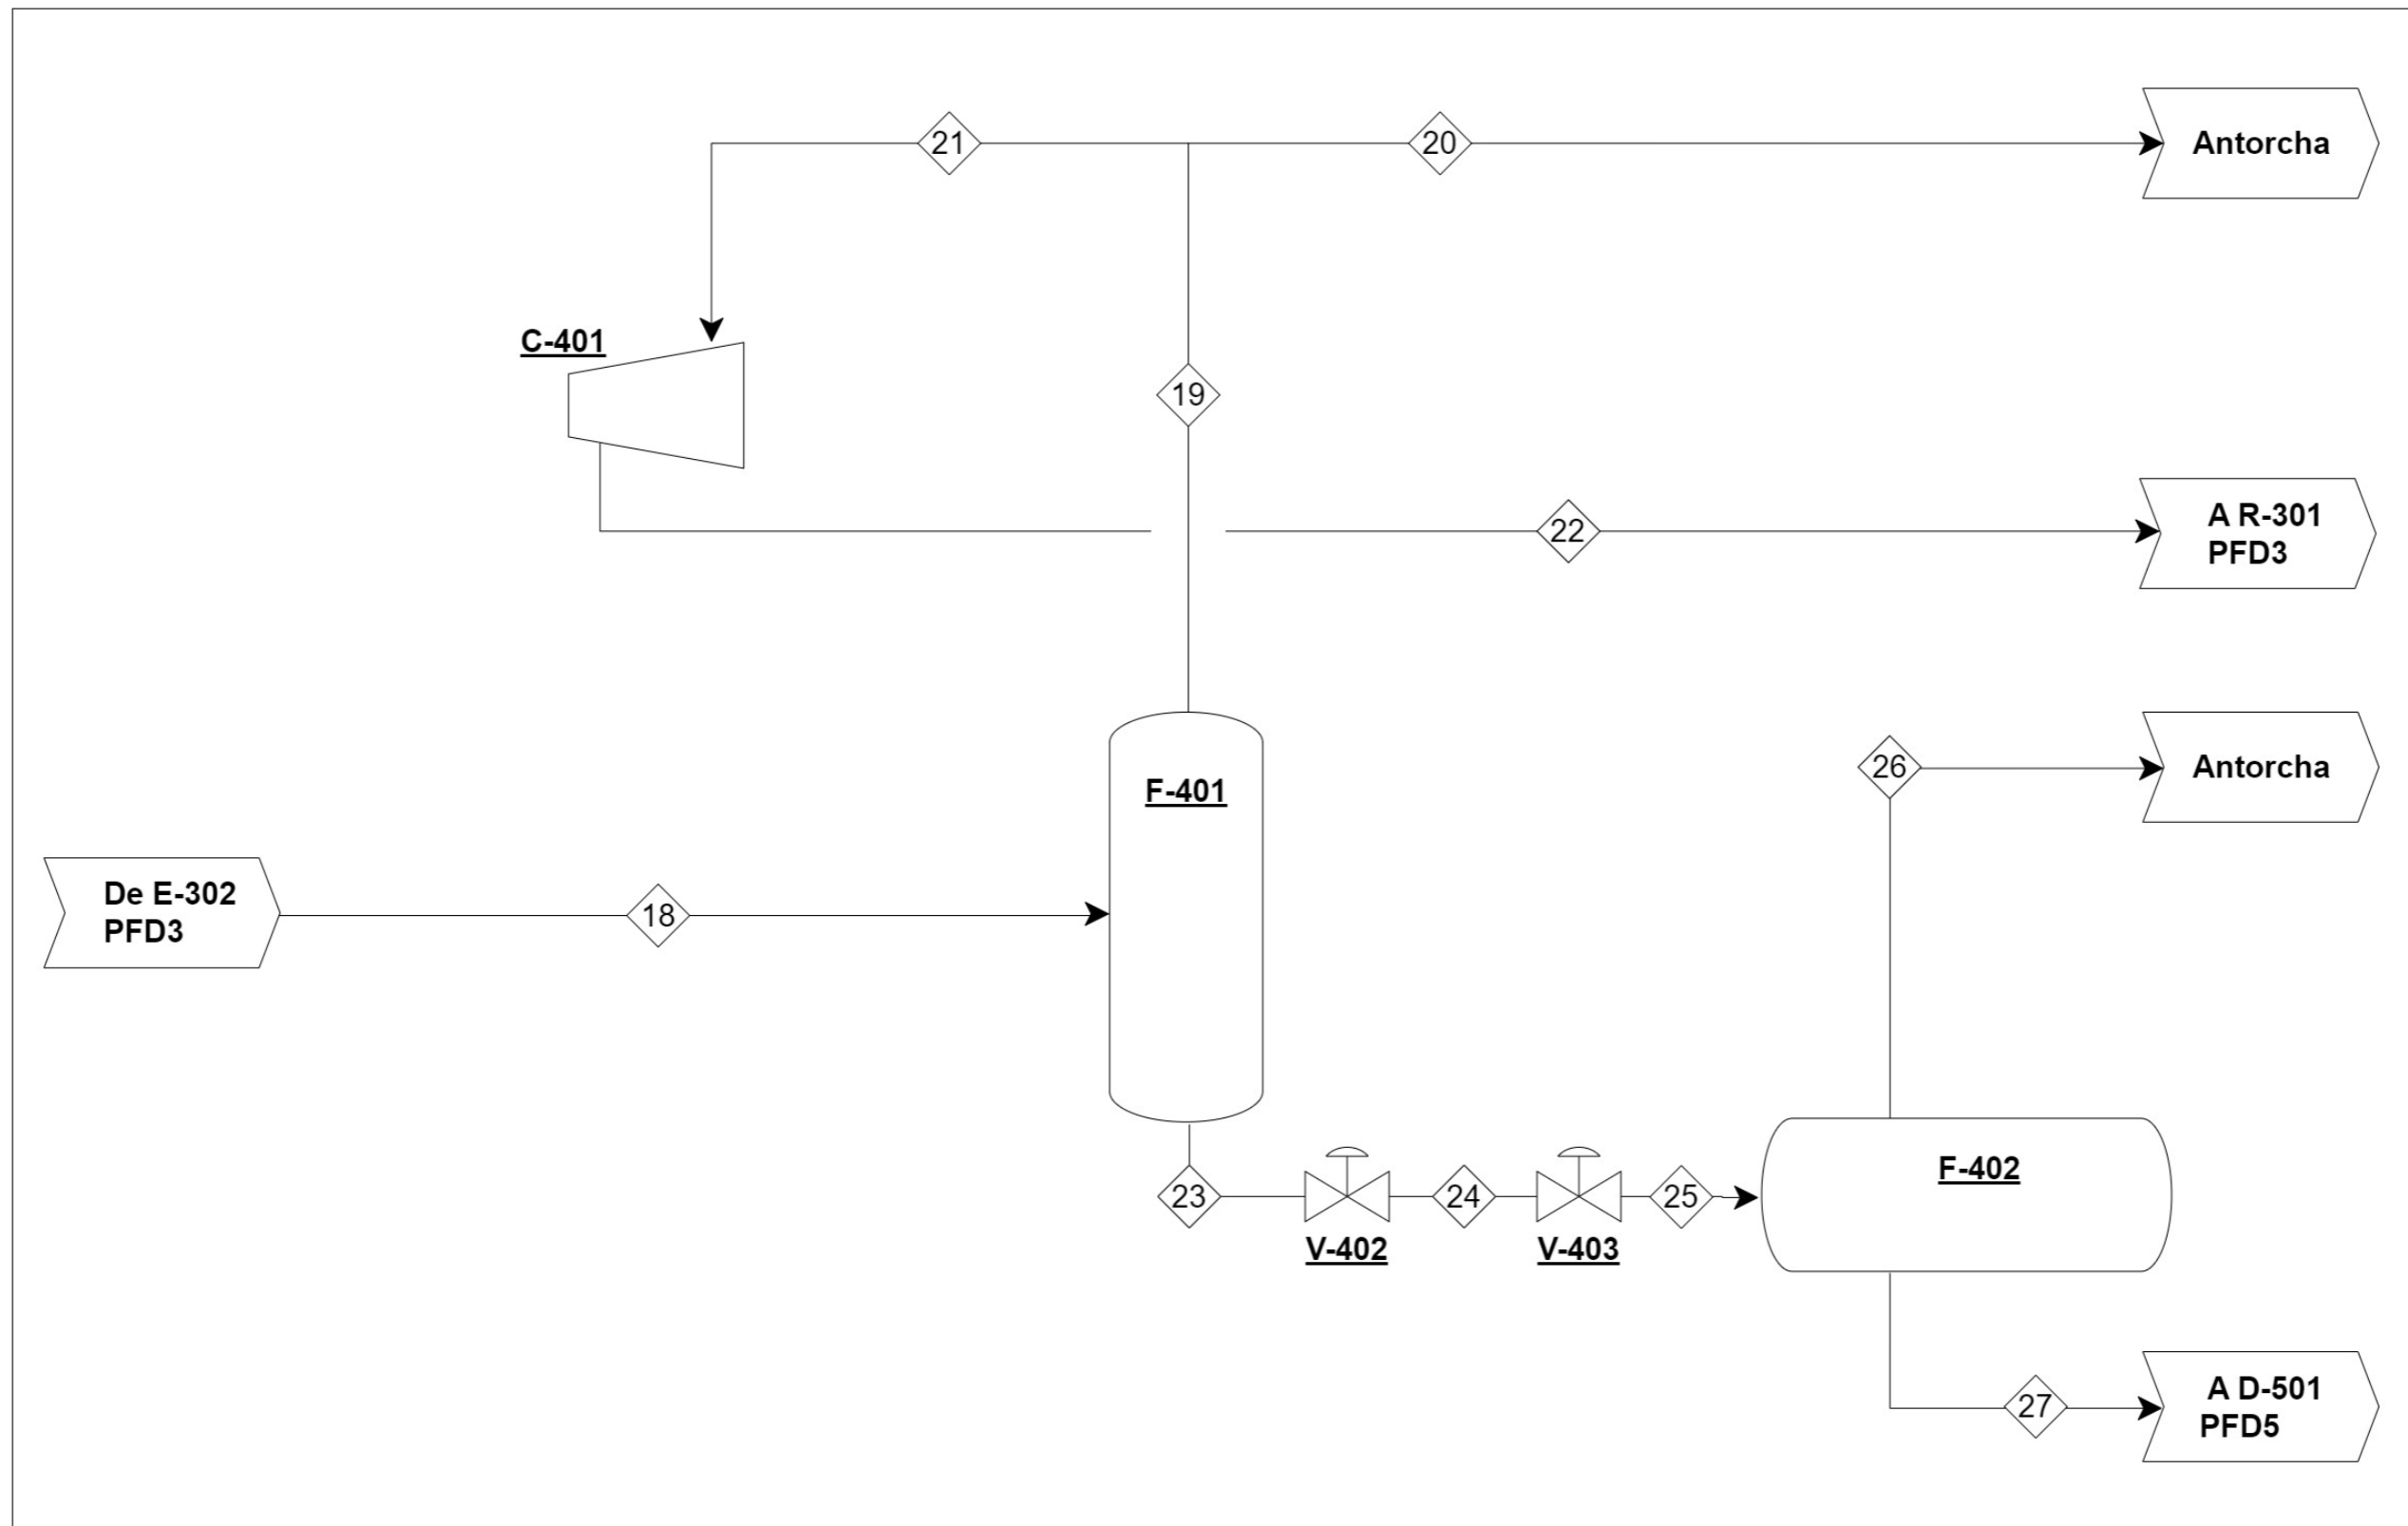 21
20
Antorcha
C-401
19
22
A R-301
PFD3
F-401
26
Antorcha
De E-302
PFD3
18
F-402
23
24
25
V-402
V-403
27
A D-501
PFD5